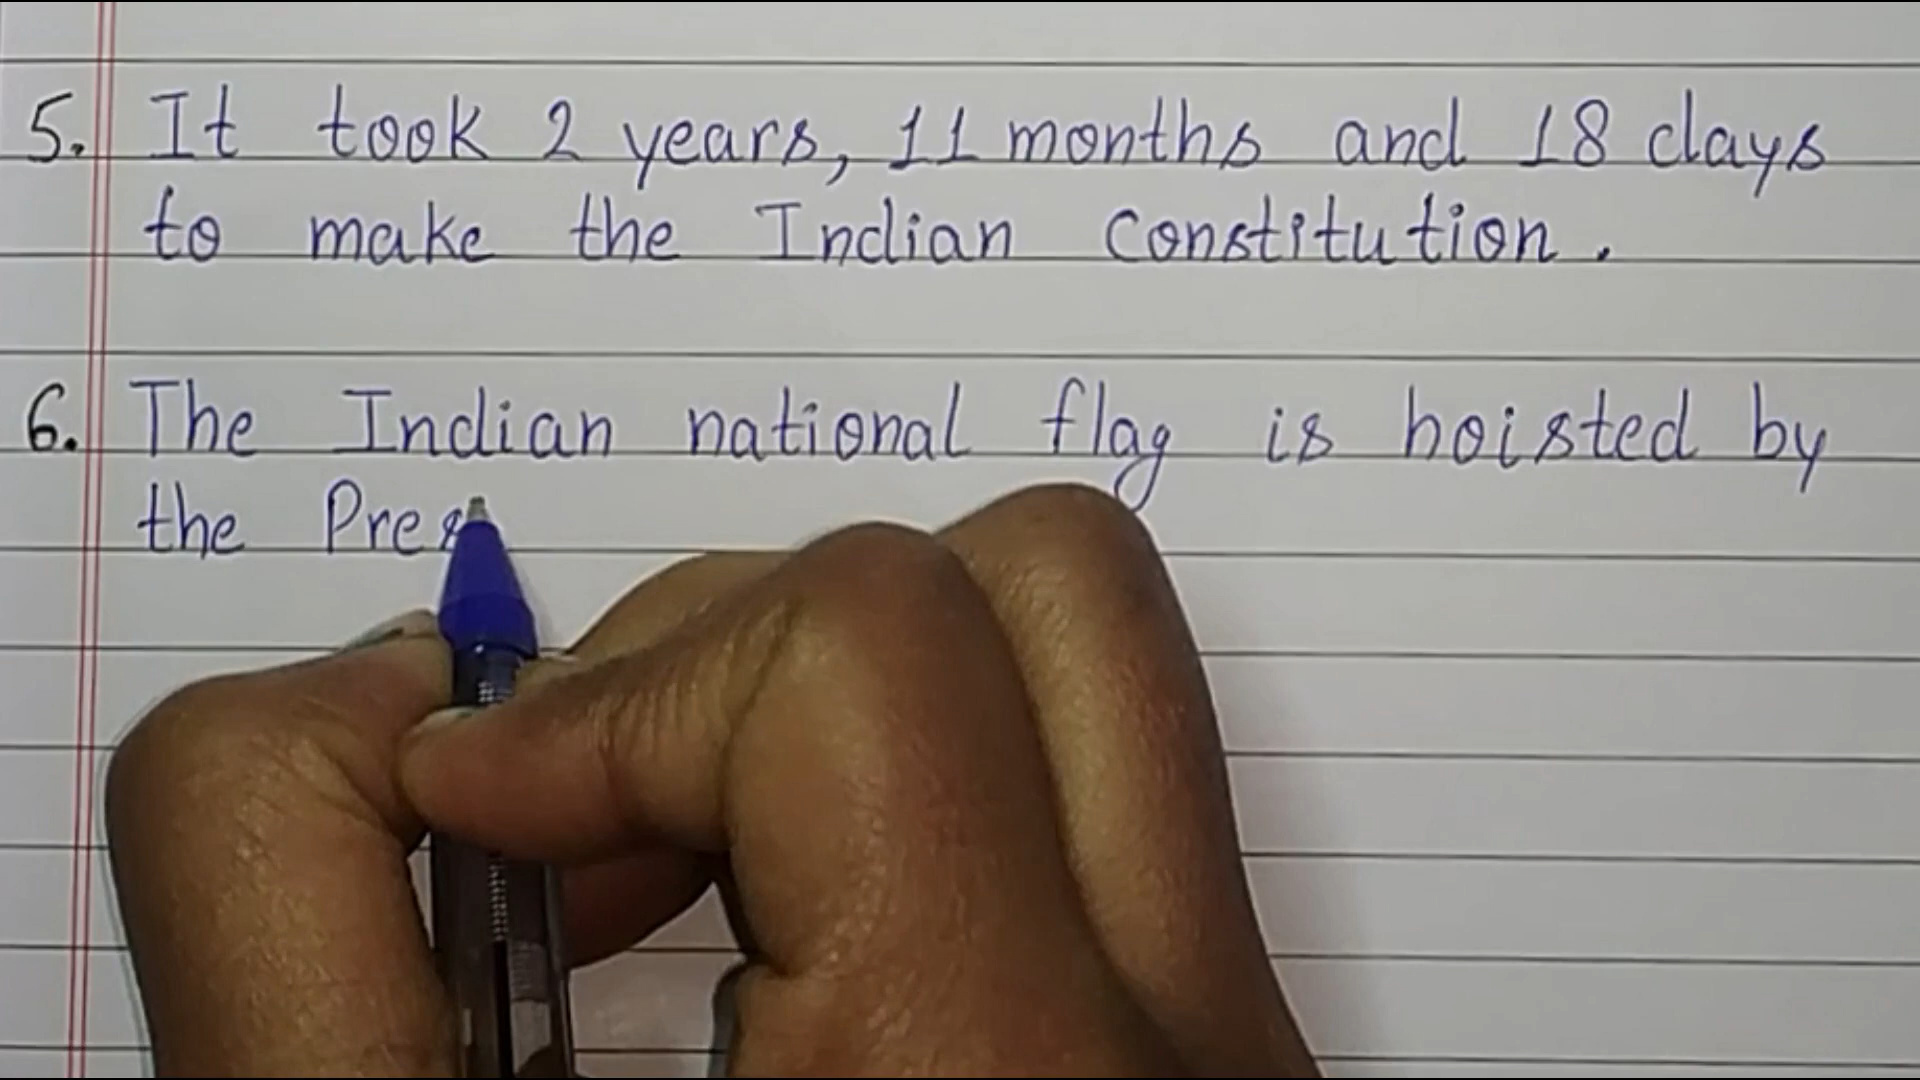 5. It took 2 years, 11 months and 18 days
to make the Indian Constitution.
6. The Indian national flag is hoisted by
the Pres